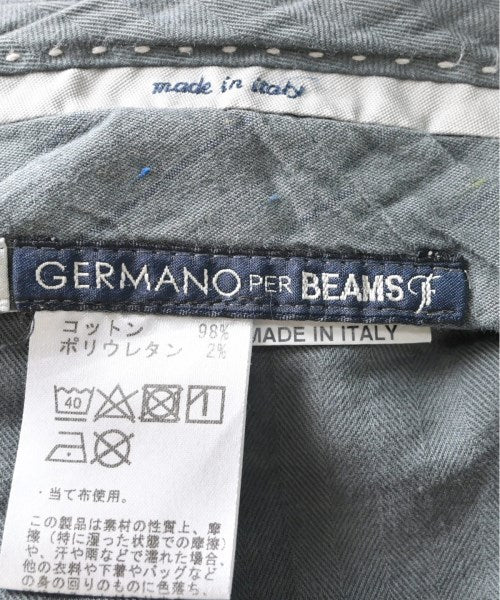 made in italy
GERMANO PER BEAMS F
コットン 98%
ポリウレタン 2%
MADE IN ITALY
40
・当て布使用。
この製品は素材の性質上、摩
擦（特に湿った状態での摩擦）
や、汗や雨などで濡れた場合、
他の衣料や下着やバッグなど
身の回りのものに色落ち、